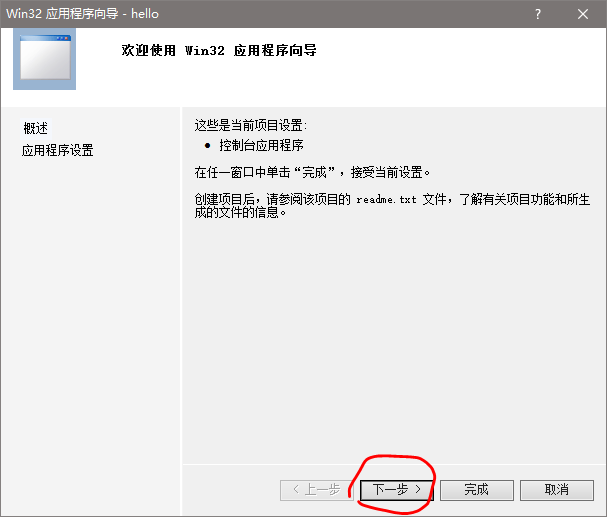 Win32 应用程序向导 - hello
?
欢迎使用 Win32 应用程序向导
概述
应用程序设置
这些是当前项目设置:
• 控制台应用程序
在任一窗口中单击“完成”，接受当前设置。
创建项目后，请参阅该项目的 readme.txt 文件，了解有关项目功能和所生
成的文件的信息。
< 上一步
下一步 >
完成
取消